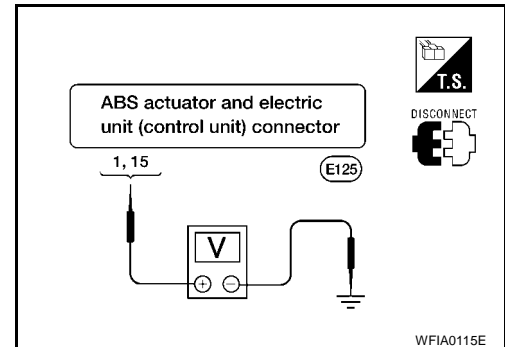 T.S.
DISCONNECT
ABS actuator and electric
unit (control unit) connector
1, 15
E125
V
+ −
WFIA0115E